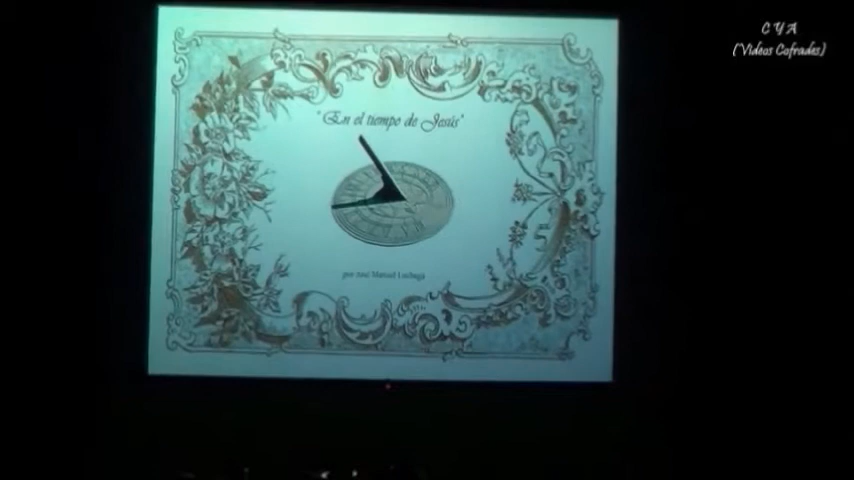 C Y A
(Videos Cofrades)
"En el tiempo de Jesús"
por José Manuel